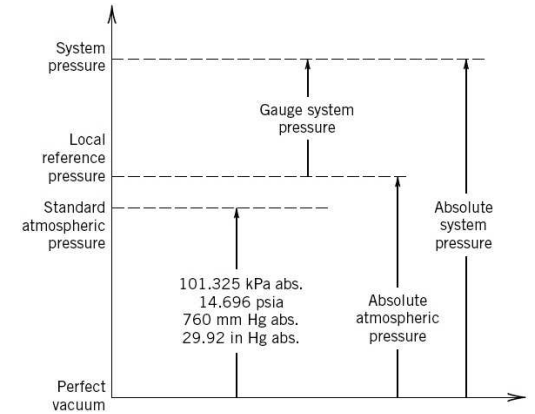 System
pressure
Gauge system
pressure
Local
reference
pressure
Standard
atmospheric
pressure
Absolute
system
pressure
101.325 kPa abs.
14.696 psia
760 mm Hg abs.
29.92 in Hg abs.
Absolute
atmospheric
pressure
Perfect
vacuum